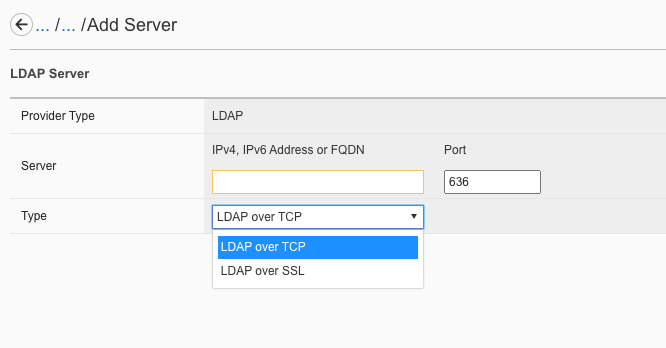 ... /... /Add Server
LDAP Server
Provider Type LDAP
IPv4, IPv6 Address or FQDN Port
Server
636
Type LDAP over TCP
LDAP over TCP
LDAP over SSL